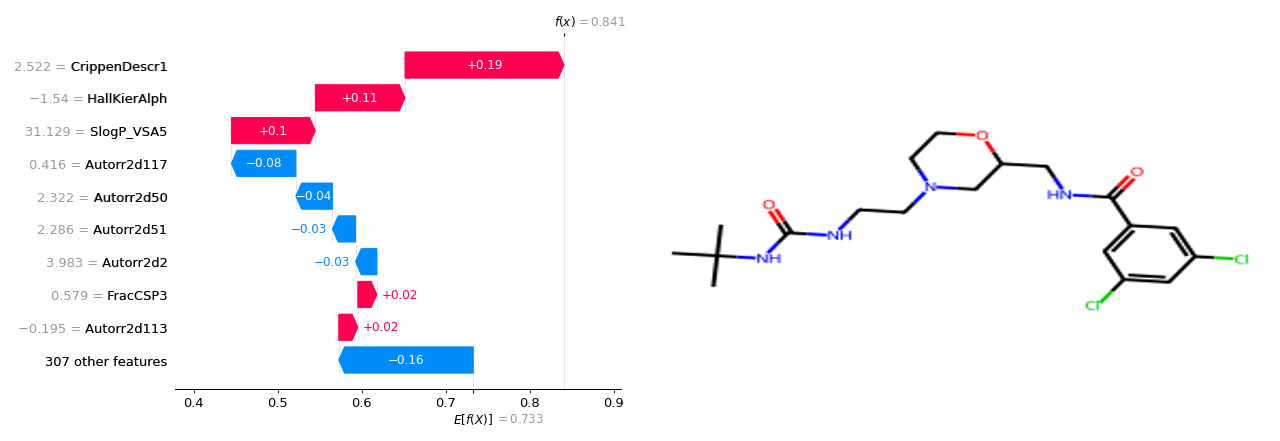 f(x) = 0.841
2.522 = CrippenDescr1
+0.19
−1.54 = HallKierAlph
+0.11
31.129 = SlogP_VSA5
+0.1
0.416 = Autorr2d117
−0.08
2.322 = Autorr2d50
−0.04
2.286 = Autorr2d51
−0.03
3.983 = Autorr2d2
−0.03
0.579 = FracCSP3
+0.02
−0.195 = Autorr2d113
+0.02
307 other features
−0.16
0.4 0.5 0.6 0.7 0.8 0.9
E[f(X)] = 0.733
O
O
N
HN
O
NH
NH
Cl
Cl